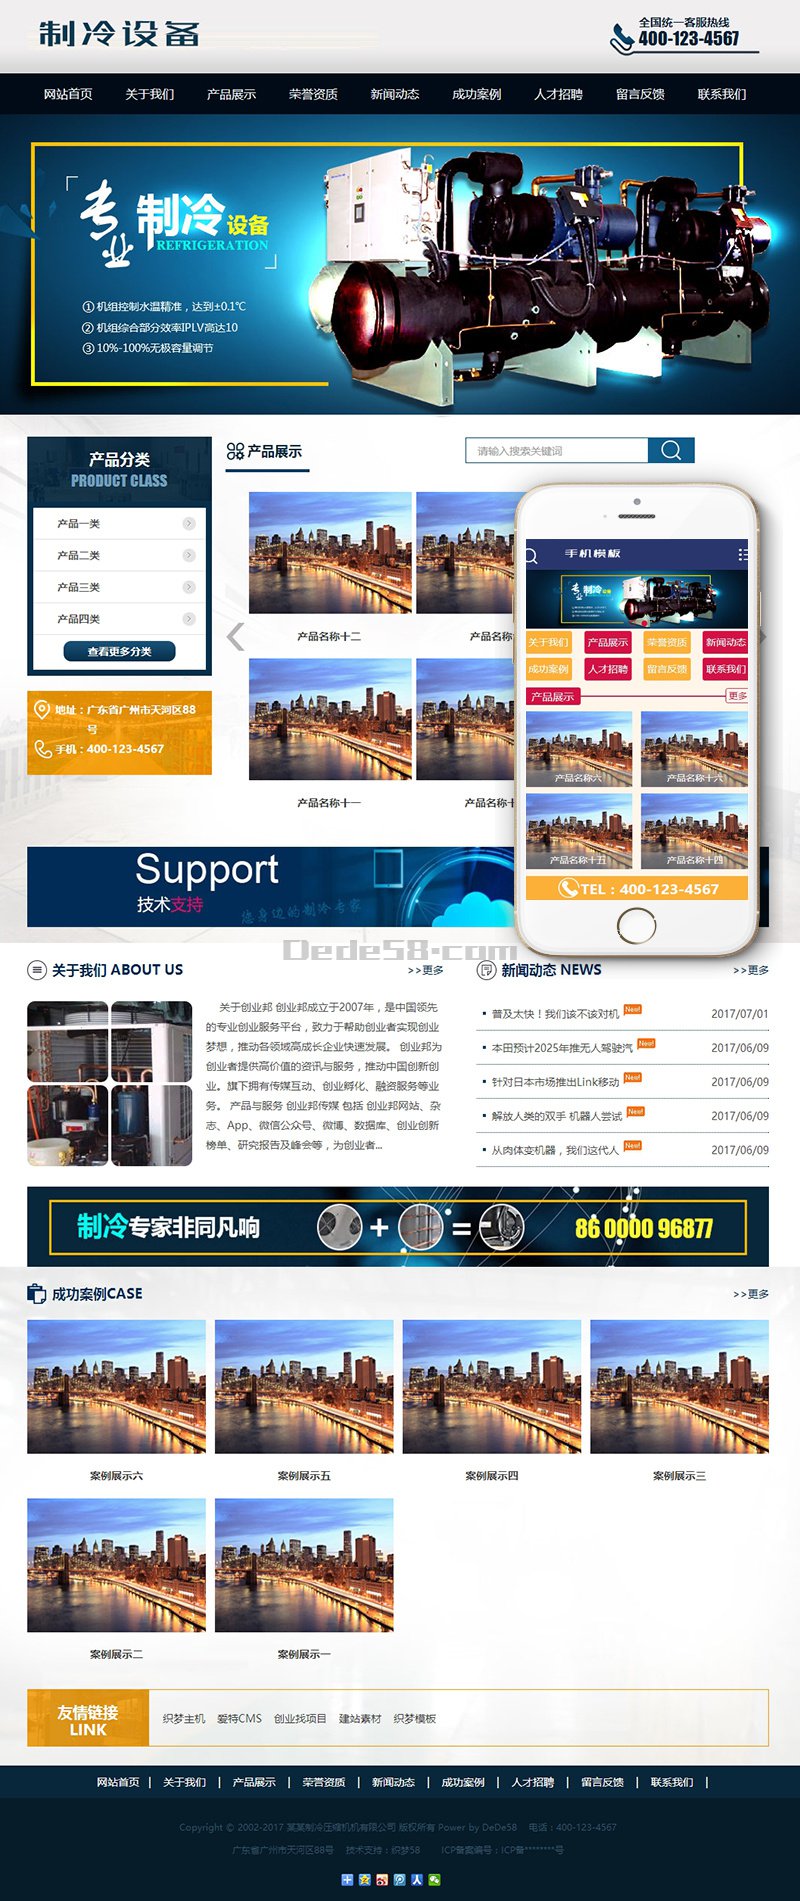 制冷设备
全国统一客服热线
400-123-4567
网站首页 关于我们 产品展示 荣誉资质 新闻动态 成功案例 人才招聘 留言反馈 联系我们
专业
制冷设备
REFRIGERATION
① 机组控制水温精准，达到±0.1℃
② 机组综合部分效率IPLV高达10
③ 10%-100%无极容量调节
产品分类
PRODUCT CLASS
产品一类
产品二类
产品三类
产品四类
查看更多分类
地址：广东省广州市天河区88
号
手机：400-123-4567
产品展示
请输入搜索关键词
产品名称十二
产品名
产品名称十一
产品名称十
手机模板
专业
制冷设备
关于我们 产品展示 荣誉资质 新闻动态
成功案例 人才招聘 留言反馈 联系我们
产品展示 更多
产品名称六 产品名称十六
产品名称十五 产品名称十四
TEL：400-123-4567
Support
技术支持
您身边的制冷专家
Dede58.com
关于我们 ABOUT US >>更多
关于创业邦 创业邦成立于2007年，是中国领先
的专业创业服务平台，致力于帮助创业者实现创业
梦想，推动各领域高成长企业快速发展。 创业邦为
创业者提供高价值的资讯与服务，推动中国创新创
业。旗下拥有传媒互动、创业孵化、融资服务等业
务。 产品与服务 创业邦传媒 包括 创业邦网站、杂
志、App、微信公众号、微博、数据库、创业创新
榜单、研究报告及峰会等，为创业者...
新闻动态 NEWS >>更多
普及太快！我们该不该对机 New! 2017/07/01
本田预计2025年推无人驾驶汽 New! 2017/06/09
针对日本市场推出Link移动 New! 2017/06/09
解放人类的双手 机器人尝试 New! 2017/06/09
从肉体变机器，我们这代人 New! 2017/06/09
制冷专家非同凡响 + = 86 0000 96877
成功案例CASE >>更多
案例展示六 案例展示五 案例展示四 案例展示三
案例展示二 案例展示一
友情链接
LINK
织梦主机 爱特CMS 创业找项目 建站素材 织梦模板
网站首页 | 关于我们 | 产品展示 | 荣誉资质 | 新闻动态 | 成功案例 | 人才招聘 | 留言反馈 | 联系我们 |
Copyright © 2002-2017 某某制冷压缩机机有限公司 版权所有 Power by DeDe58 电话：400-123-4567
广东省广州市天河区88号 技术支持：织梦58 ICP备案编号：ICP备********号